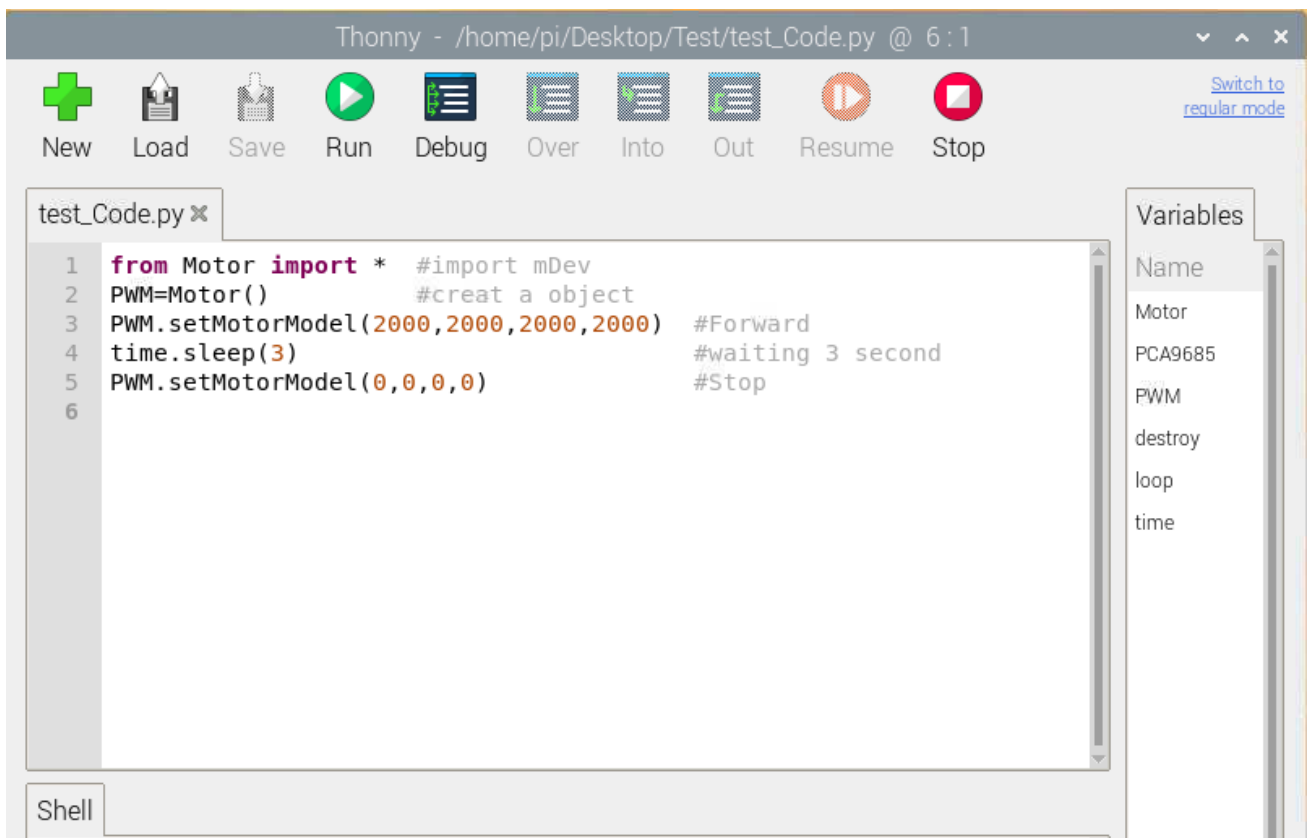 Thonny - /home/pi/Desktop/Test/test_Code.py @ 6:1
New Load Save Run Debug Over Into Out Resume Stop
Switch to
regular mode
test_Code.py
1 from Motor import * #import mDev
2 PWM=Motor() #creat a object
3 PWM.setMotorModel(2000,2000,2000,2000) #Forward
4 time.sleep(3) #waiting 3 second
5 PWM.setMotorModel(0,0,0,0) #Stop
6
Variables
Name
Motor
PCA9685
PWM
destroy
loop
time
Shell